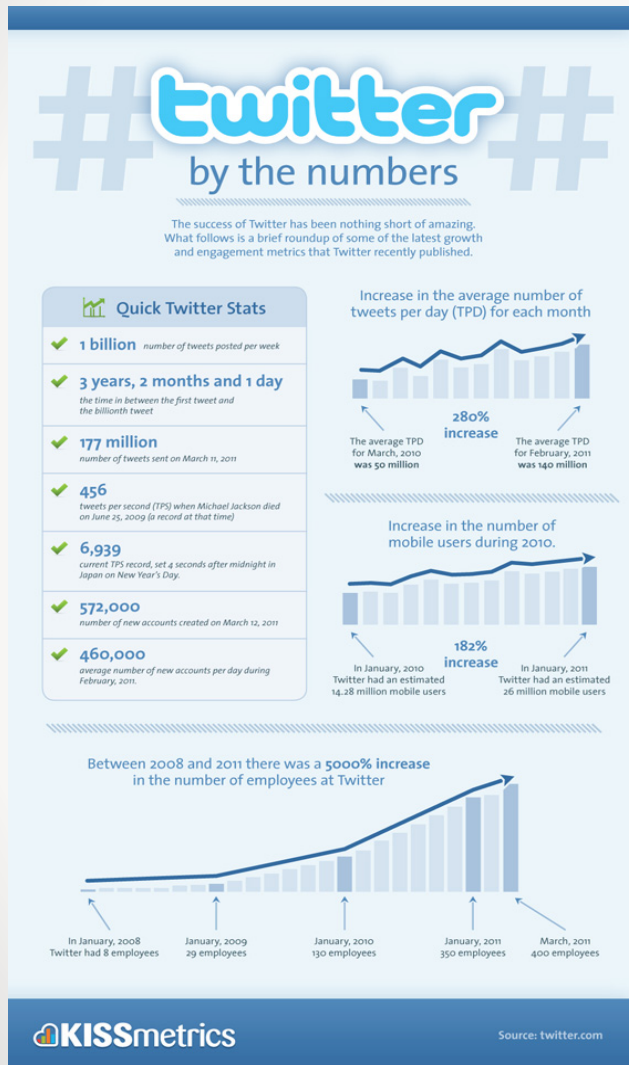 # twitter #
by the numbers
The success of Twitter has been nothing short of amazing.
What follows is a brief roundup of some of the latest growth
and engagement metrics that Twitter recently published.
Quick Twitter Stats
1 billion number of tweets posted per week
3 years, 2 months and 1 day
the time in between the first tweet and
the billionth tweet
177 million
number of tweets sent on March 11, 2011
456
tweets per second (TPS) when Michael Jackson died
on June 25, 2009 (a record at that time)
6,939
current TPS record, set 4 seconds after midnight in
Japan on New Year's Day.
572,000
number of new accounts created on March 12, 2011
460,000
average number of new accounts per day during
February, 2011.
Increase in the average number of
tweets per day (TPD) for each month
280%
increase
The average TPD
for March, 2010
was 50 million
The average TPD
for February, 2011
was 140 million
Increase in the number of
mobile users during 2010.
182%
increase
In January, 2010
Twitter had an estimated
14.28 million mobile users
In January, 2011
Twitter had an estimated
26 million mobile users
Between 2008 and 2011 there was a 5000% increase
in the number of employees at Twitter
In January, 2008
Twitter had 8 employees
January, 2009
29 employees
January, 2010
130 employees
January, 2011
350 employees
March, 2011
400 employees
KISSmetrics
Source: twitter.com